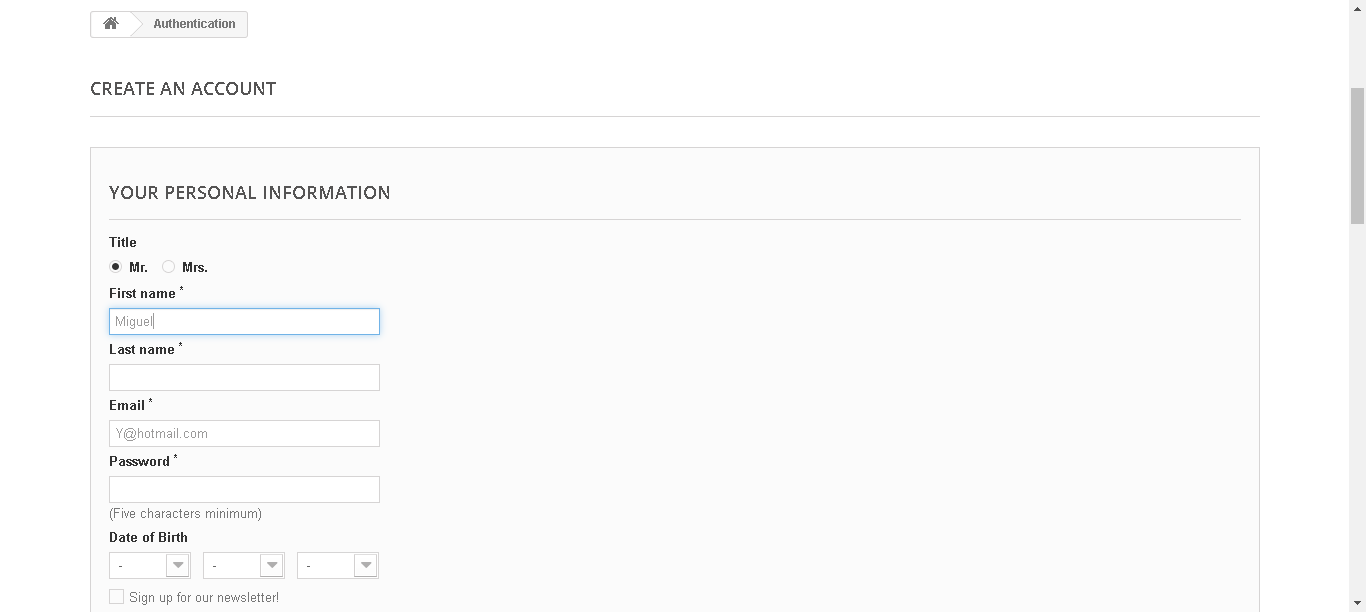 Authentication
CREATE AN ACCOUNT
YOUR PERSONAL INFORMATION
Title
Mr. Mrs.
First name *
Miguel
Last name *
Email *
Y@hotmail.com
Password *
(Five characters minimum)
Date of Birth
- - -
Sign up for our newsletter!